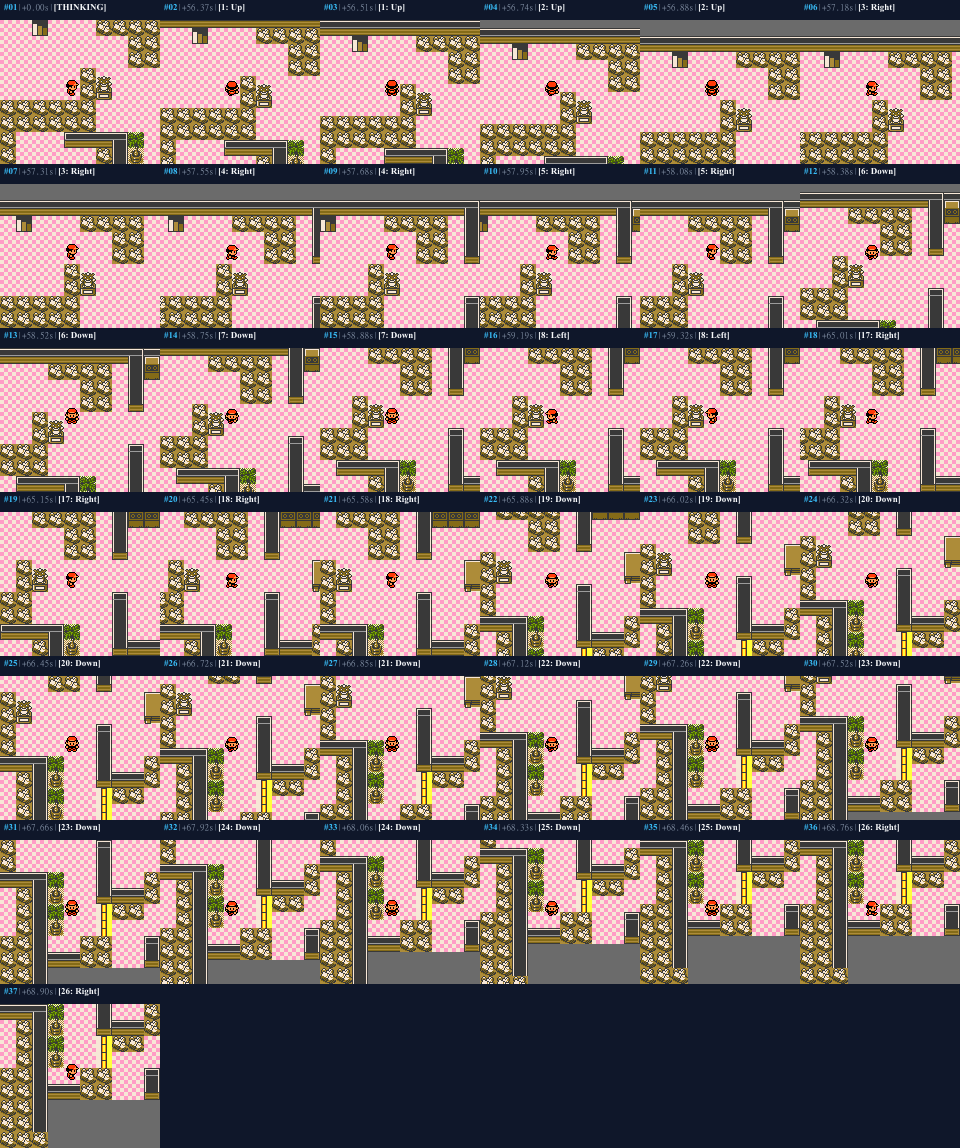 #01|+0.00s|[THINKING]
#02|+56.37s|[1: Up]
#03|+56.51s|[1: Up]
#04|+56.74s|[2: Up]
#05|+56.88s|[2: Up]
#06|+57.18s|[3: Right]
#07|+57.31s|[3: Right]
#08|+57.55s|[4: Right]
#09|+57.68s|[4: Right]
#10|+57.95s|[5: Right]
#11|+58.08s|[5: Right]
#12|+58.38s|[6: Down]
#13|+58.52s|[6: Down]
#14|+58.75s|[7: Down]
#15|+58.88s|[7: Down]
#16|+59.19s|[8: Left]
#17|+59.32s|[8: Left]
#18|+65.01s|[17: Right]
#19|+65.15s|[17: Right]
#20|+65.45s|[18: Right]
#21|+65.58s|[18: Right]
#22|+65.88s|[19: Down]
#23|+66.02s|[19: Down]
#24|+66.32s|[20: Down]
#25|+66.45s|[20: Down]
#26|+66.72s|[21: Down]
#27|+66.85s|[21: Down]
#28|+67.12s|[22: Down]
#29|+67.26s|[22: Down]
#30|+67.52s|[23: Down]
#31|+67.66s|[23: Down]
#32|+67.92s|[24: Down]
#33|+68.06s|[24: Down]
#34|+68.33s|[25: Down]
#35|+68.46s|[25: Down]
#36|+68.76s|[26: Right]
#37|+68.90s|[26: Right]